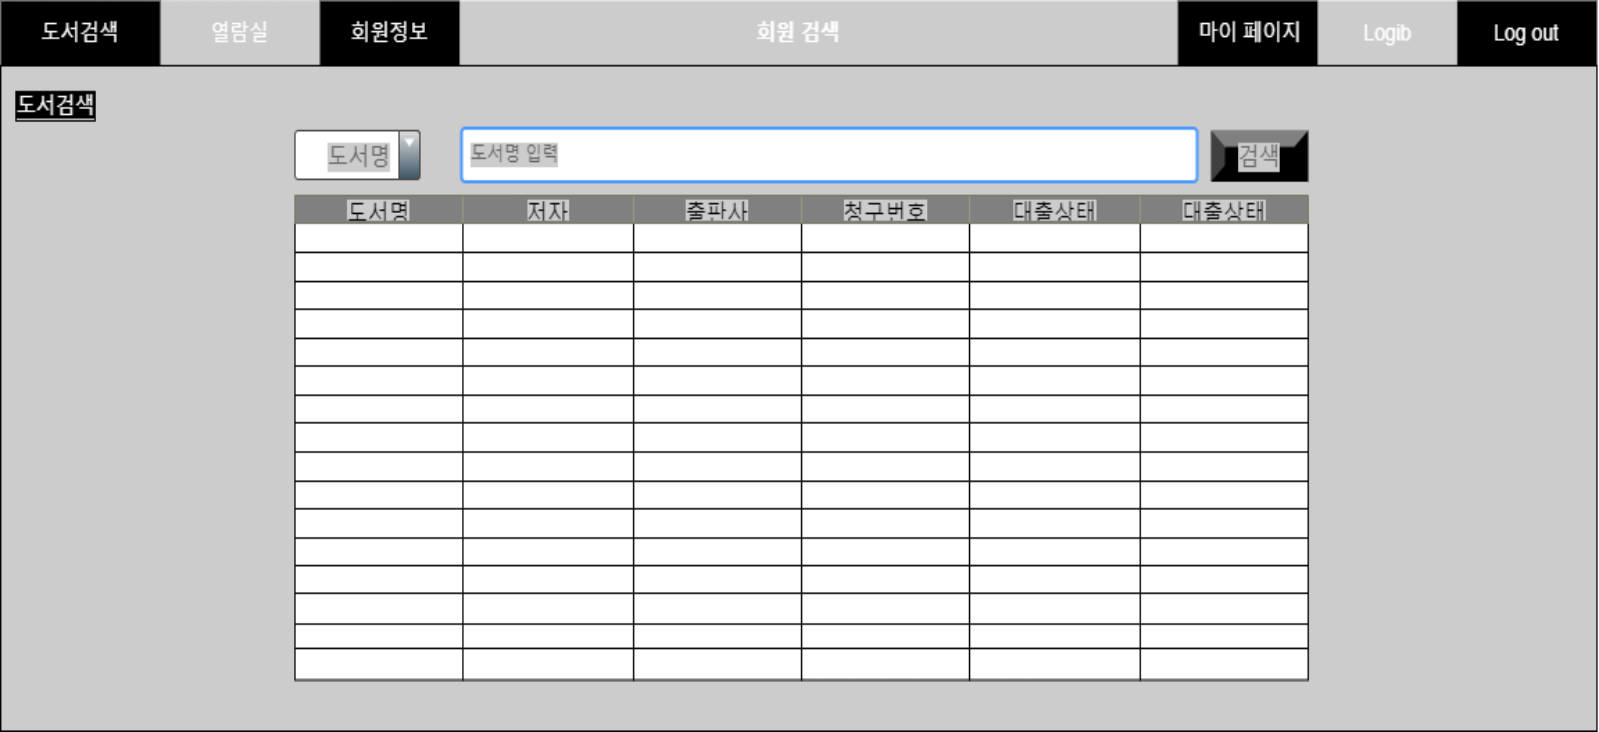 도서검색 열람실 회원정보 회원 검색 마이 페이지 Logib Log out
도서검색
도서명 도서명 입력 검색
도서명 저자 출판사 청구번호 대출상태 대출상태